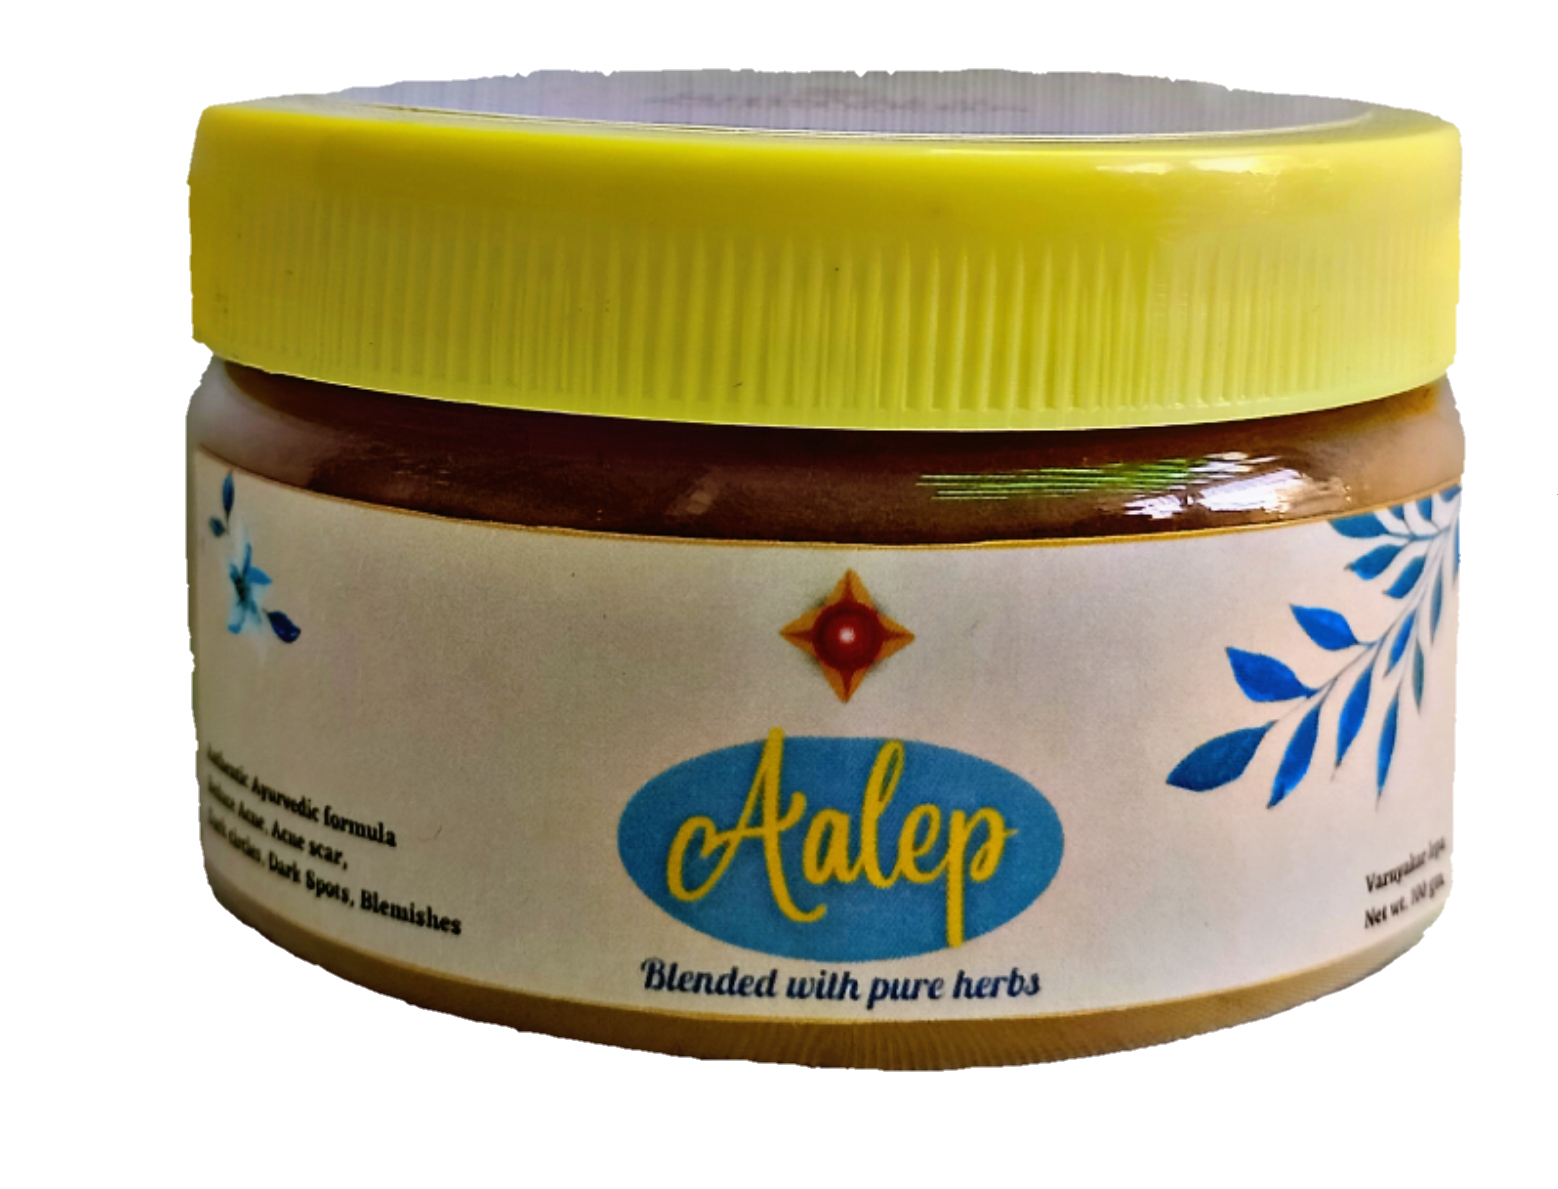 Aalep
Blended with pure herbs
Authentic Ayurvedic formula
Acne, Acne scar,
Dark circles, Dark Spots, Blemishes
Varnyakar
Net wt. 100 gm.